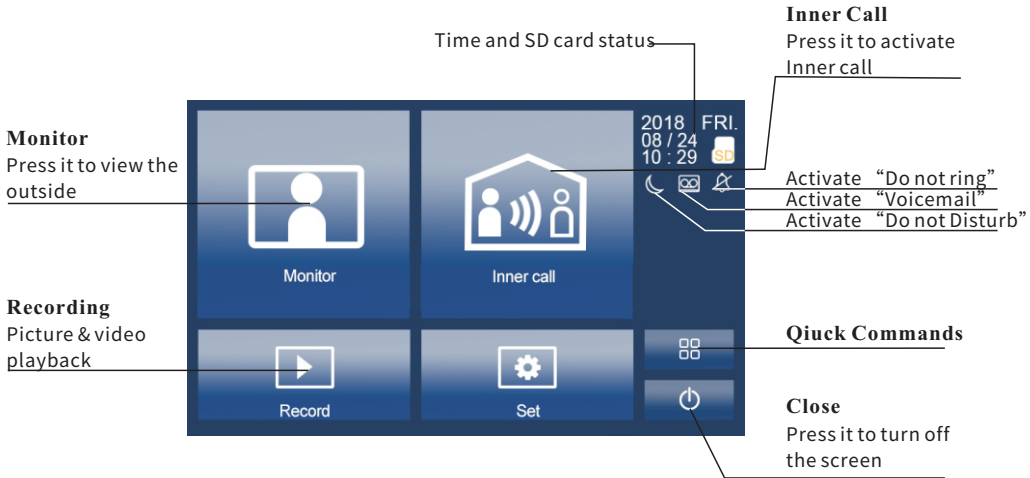 Inner Call
Press it to activate
Inner call
Time and SD card status
Monitor
Press it to view the
outside
2018 FRI.
08 / 24
10 : 29
SD
Activate “Do not ring”
Activate “Voicemail”
Activate “Do not Disturb”
Monitor
Inner call
Recording
Picture & video
playback
Qiuck Commands
Record
Set
Close
Press it to turn off
the screen